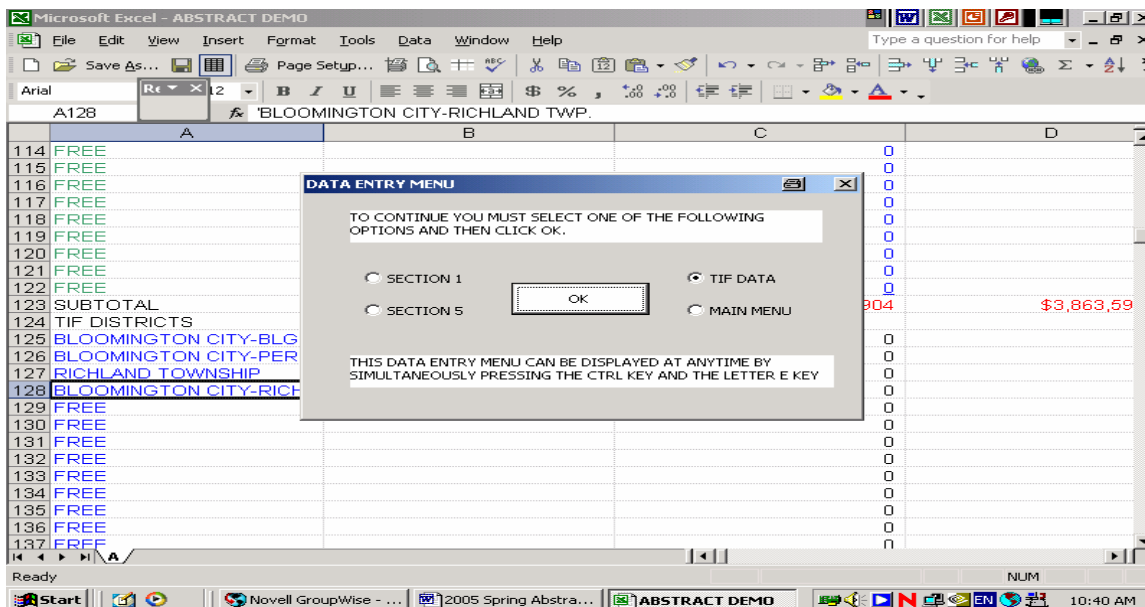 Microsoft Excel - ABSTRACT DEMO
File Edit View Insert Format Tools Data Window Help
Type a question for help
Save As... Page Setup...
Arial 12 B I U $ % ,
A128 fx 'BLOOMINGTON CITY-RICHLAND TWP.
A B C D
114 FREE 0
115 FREE 0
116 FREE 0
117 FREE 0
118 FREE 0
119 FREE 0
120 FREE 0
121 FREE 0
122 FREE 0
123 SUBTOTAL 904 $3,863,59
124 TIF DISTRICTS
125 BLOOMINGTON CITY-BLG 0
126 BLOOMINGTON CITY-PER 0
127 RICHLAND TOWNSHIP 0
128 BLOOMINGTON CITY-RICH 0
129 FREE 0
130 FREE 0
131 FREE 0
132 FREE 0
133 FREE 0
134 FREE 0
135 FREE 0
136 FREE 0
137 FREE 0
DATA ENTRY MENU
TO CONTINUE YOU MUST SELECT ONE OF THE FOLLOWING
OPTIONS AND THEN CLICK OK.
SECTION 1 TIF DATA
OK
SECTION 5 MAIN MENU
THIS DATA ENTRY MENU CAN BE DISPLAYED AT ANYTIME BY
SIMULTANEOUSLY PRESSING THE CTRL KEY AND THE LETTER E KEY
A
Ready NUM
Start Novell GroupWise - ... 2005 Spring Abstra... ABSTRACT DEMO EN 10:40 AM